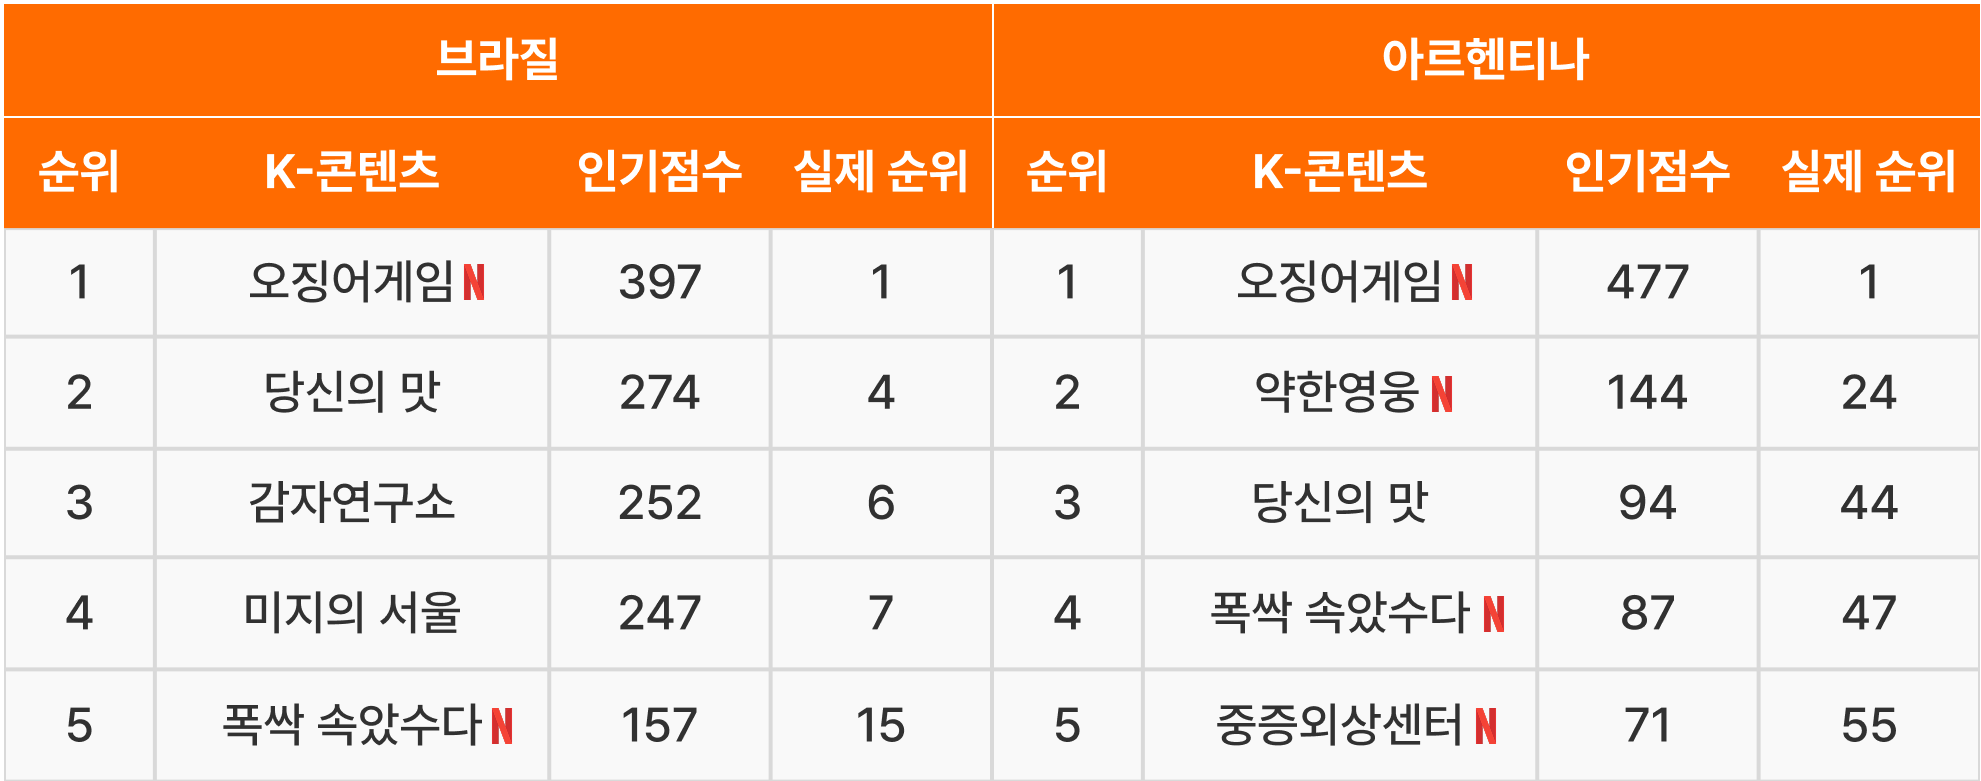 브라질 아르헨티나
순위 K-콘텐츠 인기점수 실제 순위 순위 K-콘텐츠 인기점수 실제 순위
1 오징어게임 N 397 1 1 오징어게임 N 477 1
2 당신의 맛 274 4 2 약한영웅 N 144 24
3 감자연구소 252 6 3 당신의 맛 94 44
4 미지의 서울 247 7 4 폭싹 속았수다 N 87 47
5 폭싹 속았수다 N 157 15 5 중증외상센터 N 71 55